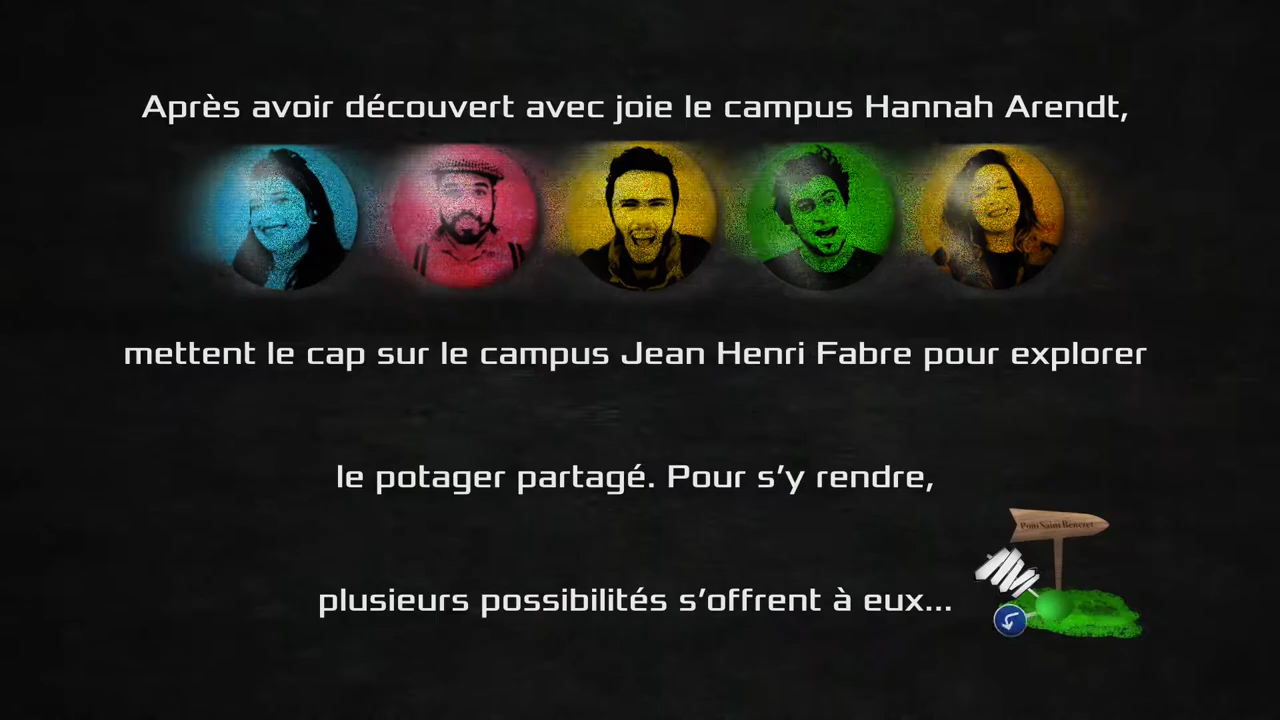 Après avoir découvert avec joie le campus Hannah Arendt,
mettent le cap sur le campus Jean Henri Fabre pour explorer
le potager partagé. Pour s’y rendre,
Pont Saint Benezet
plusieurs possibilités s’offrent à eux...